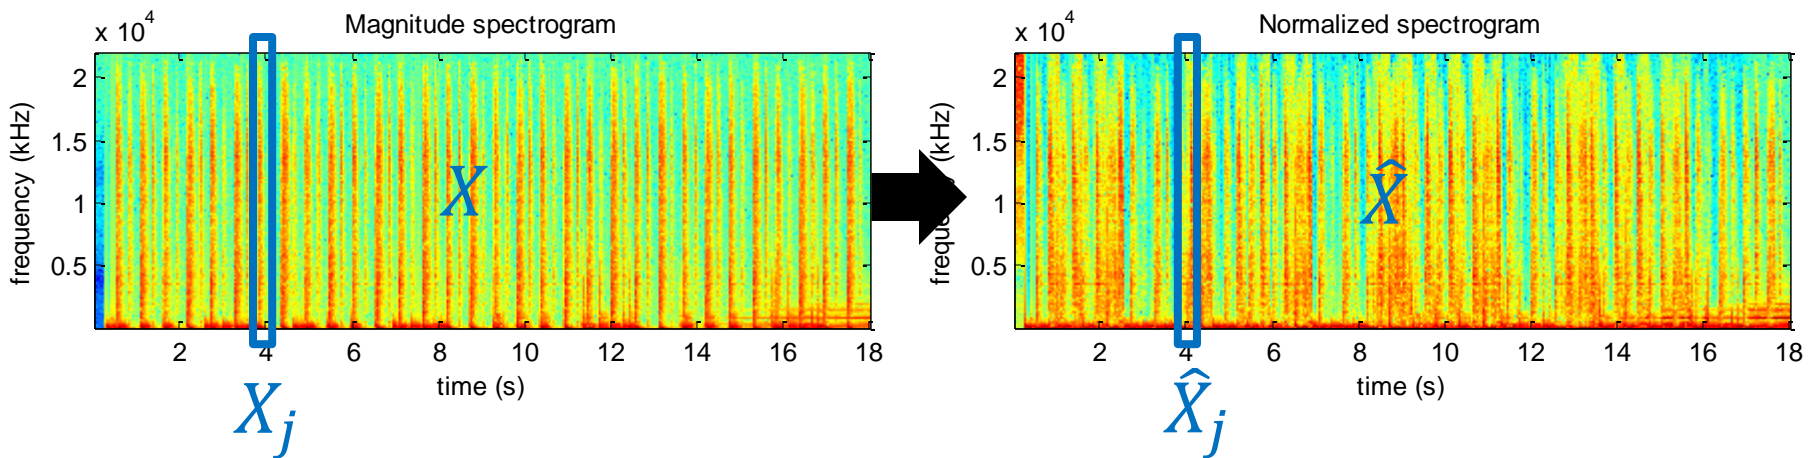 Magnitude spectrogram
x 10^4
frequency (kHz)
2
1.5
1
0.5
X
2 4 6 8 10 12 14 16 18
time (s)
X_j
Normalized spectrogram
x 10^4
frequency (kHz)
2
1.5
1
0.5
X̂
2 4 6 8 10 12 14 16 18
time (s)
X̂_j